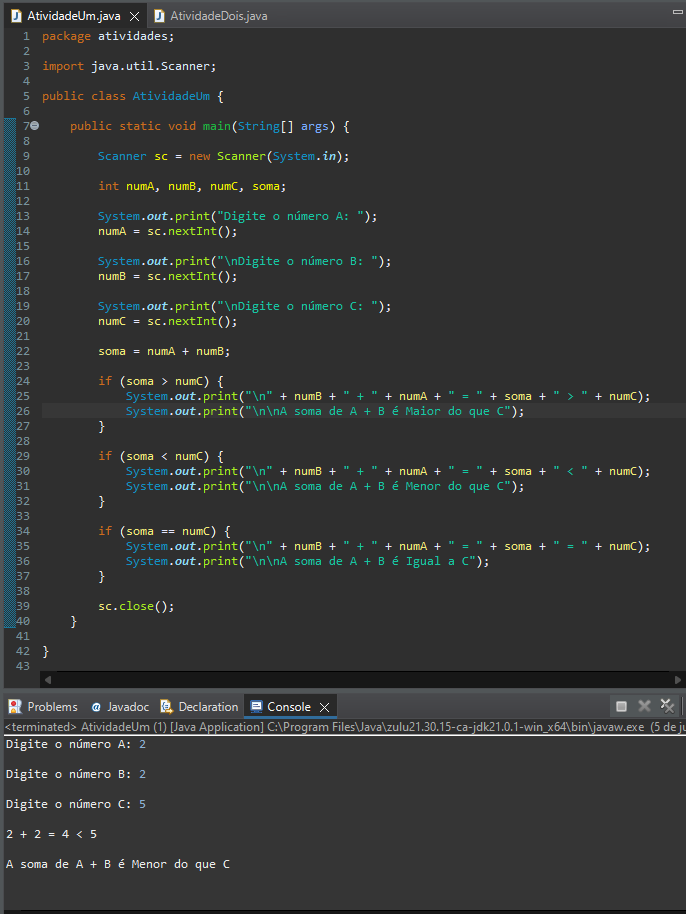 AtividadeUm.java AtividadeDois.java
1 package atividades;
2
3 import java.util.Scanner;
4
5 public class AtividadeUm {
6
7 public static void main(String[] args) {
8
9 Scanner sc = new Scanner(System.in);
10
11 int numA, numB, numC, soma;
12
13 System.out.print("Digite o número A: ");
14 numA = sc.nextInt();
15
16 System.out.print("\nDigite o número B: ");
17 numB = sc.nextInt();
18
19 System.out.print("\nDigite o número C: ");
20 numC = sc.nextInt();
21
22 soma = numA + numB;
23
24 if (soma > numC) {
25 System.out.print("\n" + numB + " + " + numA + " = " + soma + " > " + numC);
26 System.out.print("\n\nA soma de A + B é Maior do que C");
27 }
28
29 if (soma < numC) {
30 System.out.print("\n" + numB + " + " + numA + " = " + soma + " < " + numC);
31 System.out.print("\n\nA soma de A + B é Menor do que C");
32 }
33
34 if (soma == numC) {
35 System.out.print("\n" + numB + " + " + numA + " = " + soma + " = " + numC);
36 System.out.print("\n\nA soma de A + B é Igual a C");
37 }
38
39 sc.close();
40 }
41
42 }
43
Problems Javadoc Declaration Console
<terminated> AtividadeUm (1) [Java Application] C:\Program Files\Java\zulu21.30.15-ca-jdk21.0.1-win_x64\bin\javaw.exe (5 de ju
Digite o número A: 2
Digite o número B: 2
Digite o número C: 5
2 + 2 = 4 < 5
A soma de A + B é Menor do que C